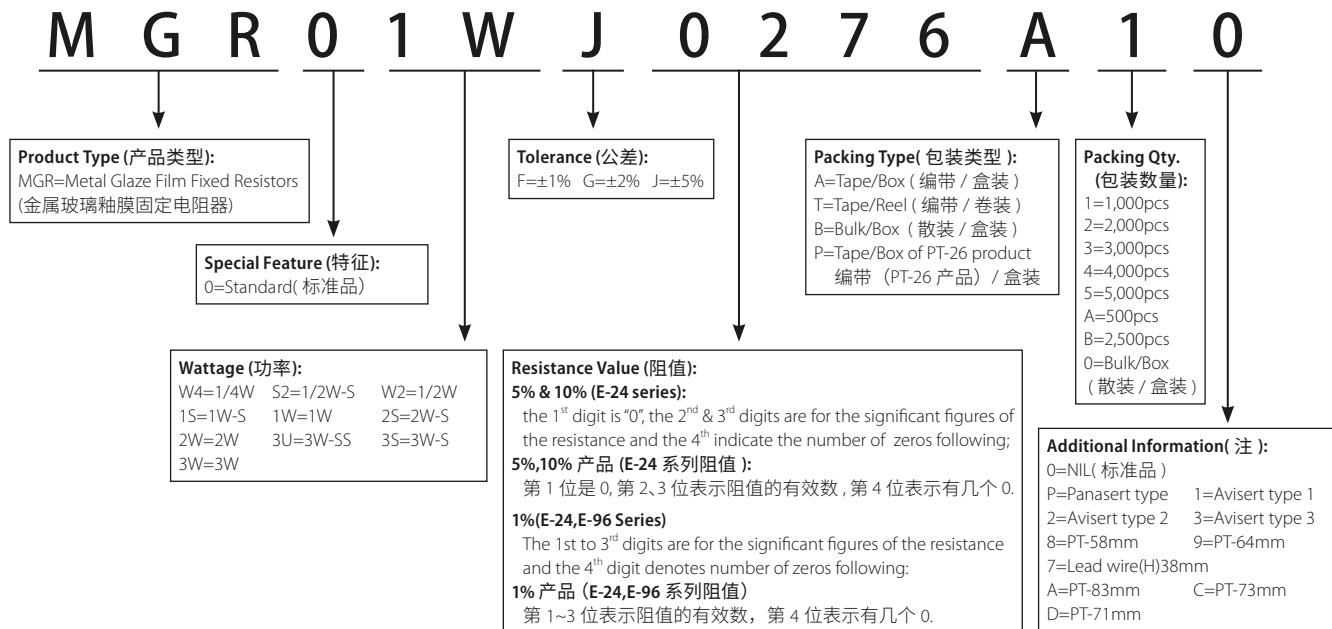 M G R 0 1 W J 0 2 7 6 A 1 0
Product Type (产品类型):
MGR=Metal Glaze Film Fixed Resistors
(金属玻璃釉膜固定电阻器)
Special Feature (特征):
0=Standard( 标准品）
Wattage (功率):
W4=1/4W S2=1/2W-S W2=1/2W
1S=1W-S 1W=1W 2S=2W-S
2W=2W 3U=3W-SS 3S=3W-S
3W=3W
Tolerance (公差):
F=±1% G=±2% J=±5%
Resistance Value (阻值):
5% & 10% (E-24 series):
the 1st digit is “0”, the 2nd & 3rd digits are for the significant figures of
the resistance and the 4th indicate the number of zeros following;
5%,10% 产品 (E-24 系列阻值 ):
第 1 位是 0, 第 2、3 位表示阻值的有效数 , 第 4 位表示有几个 0.
1%(E-24,E-96 Series)
The 1st to 3rd digits are for the significant figures of the resistance
and the 4th digit denotes number of zeros following:
1% 产品（E-24,E-96 系列阻值）
第 1~3 位表示阻值的有效数，第 4 位表示有几个 0.
Packing Type( 包装类型 ):
A=Tape/Box ( 编带 / 盒装 )
T=Tape/Reel ( 编带 / 卷装 )
B=Bulk/Box ( 散装 / 盒装 )
P=Tape/Box of PT-26 product
编带（PT-26 产品）/ 盒装
Packing Qty.
(包装数量):
1=1,000pcs
2=2,000pcs
3=3,000pcs
4=4,000pcs
5=5,000pcs
A=500pcs
B=2,500pcs
0=Bulk/Box
( 散装 / 盒装 )
Additional Information( 注 ):
0=NIL( 标准品 )
P=Panasert type 1=Avisert type 1
2=Avisert type 2 3=Avisert type 3
8=PT-58mm 9=PT-64mm
7=Lead wire(H)38mm
A=PT-83mm C=PT-73mm
D=PT-71mm